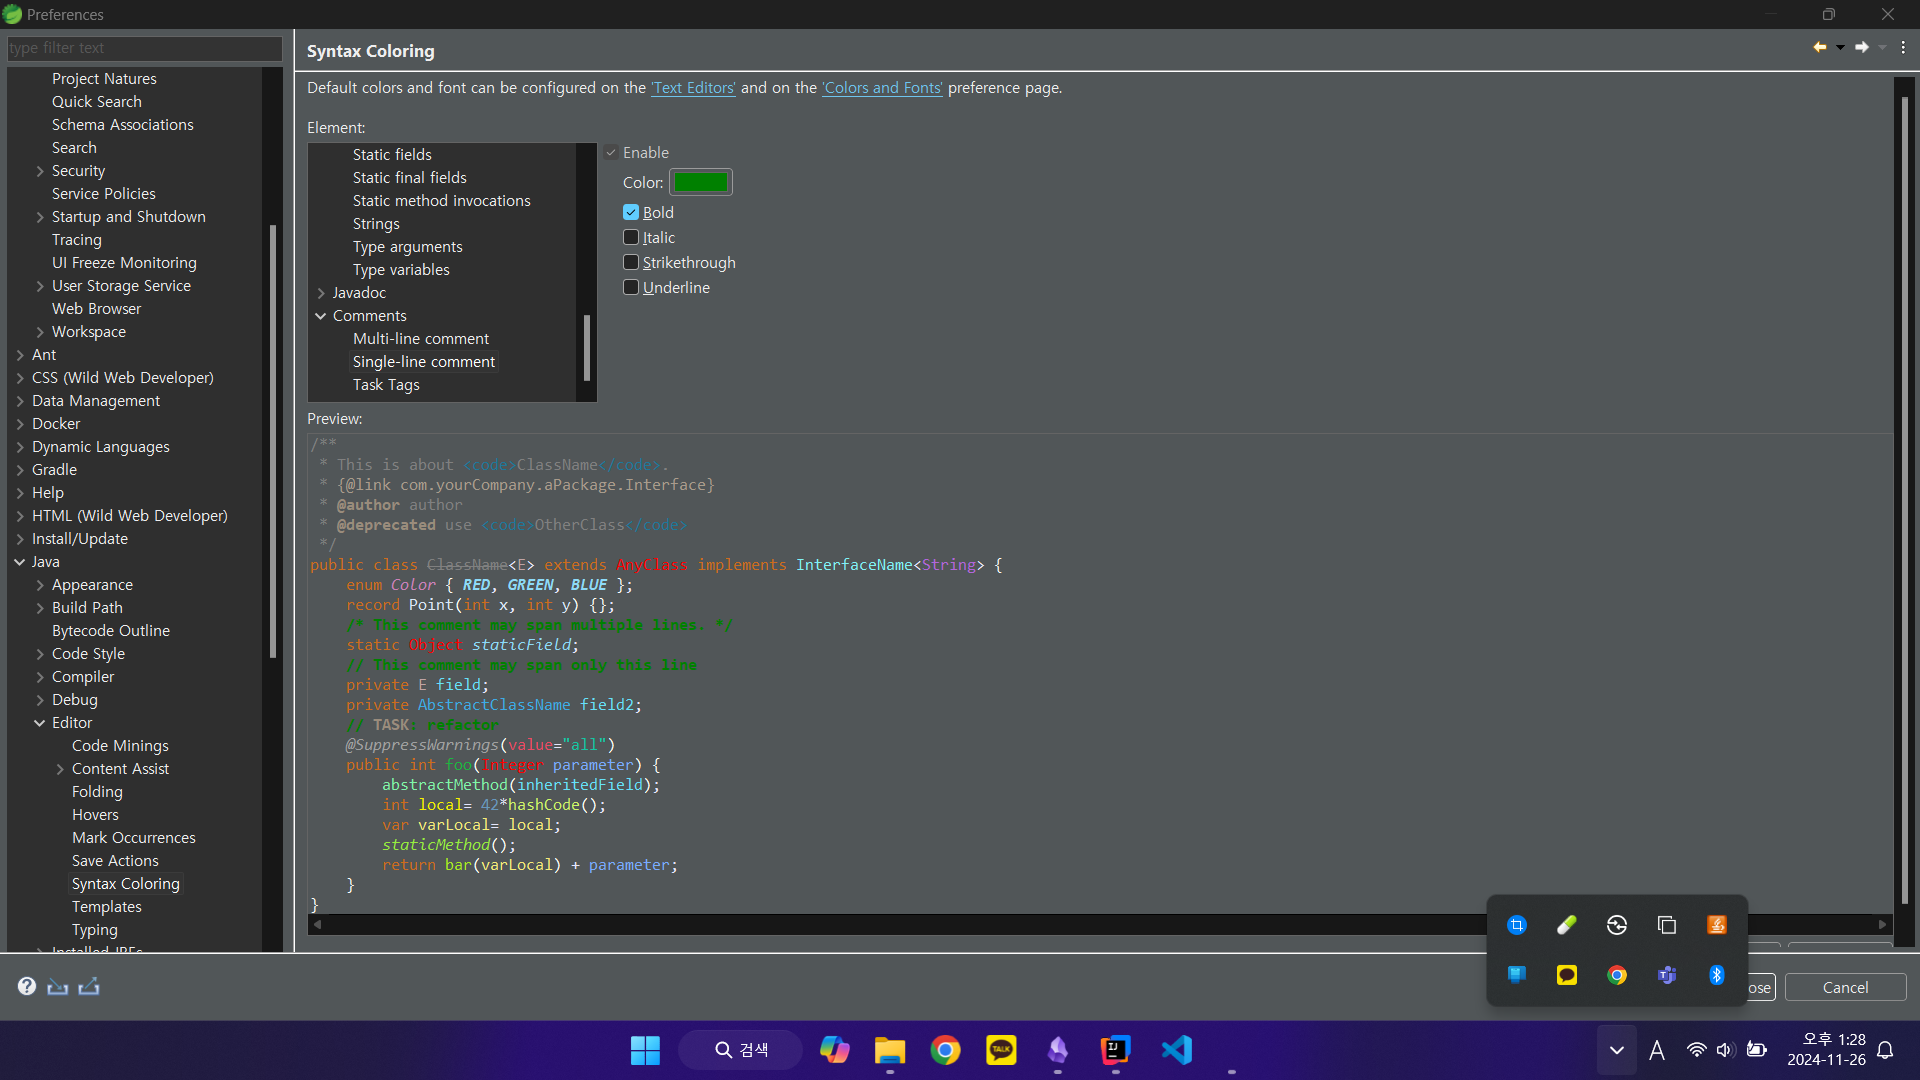 Preferences
type filter text
Project Natures
Quick Search
Schema Associations
Search
Security
Service Policies
Startup and Shutdown
Tracing
UI Freeze Monitoring
User Storage Service
Web Browser
Workspace
Ant
CSS (Wild Web Developer)
Data Management
Docker
Dynamic Languages
Gradle
Help
HTML (Wild Web Developer)
Install/Update
Java
Appearance
Build Path
Bytecode Outline
Code Style
Compiler
Debug
Editor
Code Minings
Content Assist
Folding
Hovers
Mark Occurrences
Save Actions
Syntax Coloring
Templates
Typing
Installed JREs
Syntax Coloring
Default colors and font can be configured on the 'Text Editors' and on the 'Colors and Fonts' preference page.
Element:
Static fields
Static final fields
Static method invocations
Strings
Type arguments
Type variables
Javadoc
Comments
Multi-line comment
Single-line comment
Task Tags
Enable
Color:
Bold
Italic
Strikethrough
Underline
Preview:
/**
 * This is about <code>ClassName</code>.
 * {@link com.yourCompany.aPackage.Interface}
 * @author author
 * @deprecated use <code>OtherClass</code>
 */
public class ClassName<E> extends AnyClass implements InterfaceName<String> {
    enum Color { RED, GREEN, BLUE };
    record Point(int x, int y) {};
    /* This comment may span multiple lines. */
    static Object staticField;
    // This comment may span only this line
    private E field;
    private AbstractClassName field2;
    // TASK: refactor
    @SuppressWarnings(value="all")
    public int foo(Integer parameter) {
        abstractMethod(inheritedField);
        int local= 42*hashCode();
        var varLocal= local;
        staticMethod();
        return bar(varLocal) + parameter;
    }
}
ose
Cancel
검색
TALK
IJ
A
오후 1:28
2024-11-26